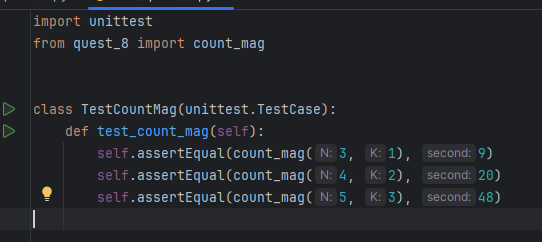 import unittest
from quest_8 import count_mag
class TestCountMag(unittest.TestCase):
def test_count_mag(self):
self.assertEqual(count_mag( N: 3, K: 1), second: 9)
self.assertEqual(count_mag( N: 4, K: 2), second: 20)
self.assertEqual(count_mag( N: 5, K: 3), second: 48)